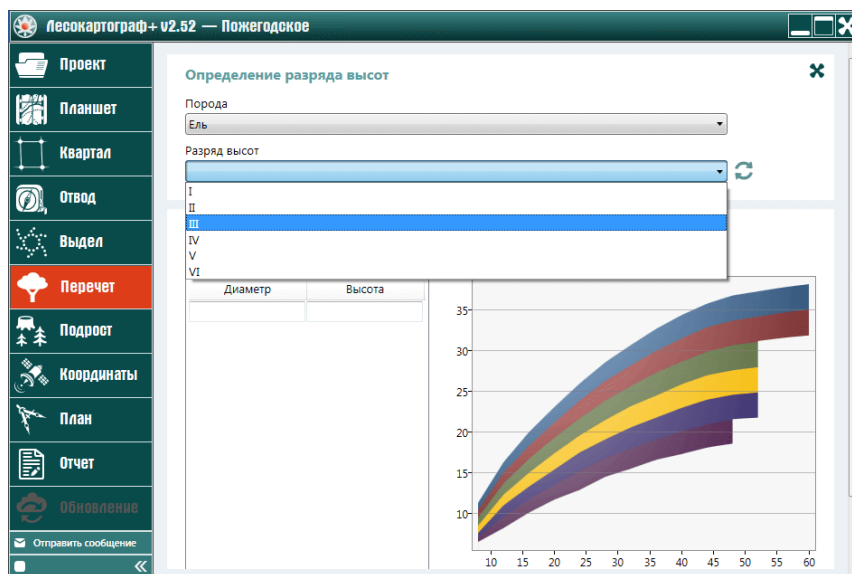 Лесокартограф+ v2.52 — Пожегодское
Проект
Планшет
Квартал
Отвод
Выдел
Перечет
Подрост
Координаты
План
Отчет
Обновление
Отправить сообщение
Определение разряда высот
Порода
Ель
Разряд высот
I
II
III
IV
V
VI
Диаметр Высота
35
30
25
20
15
10
10 15 20 25 30 35 40 45 50 55 60